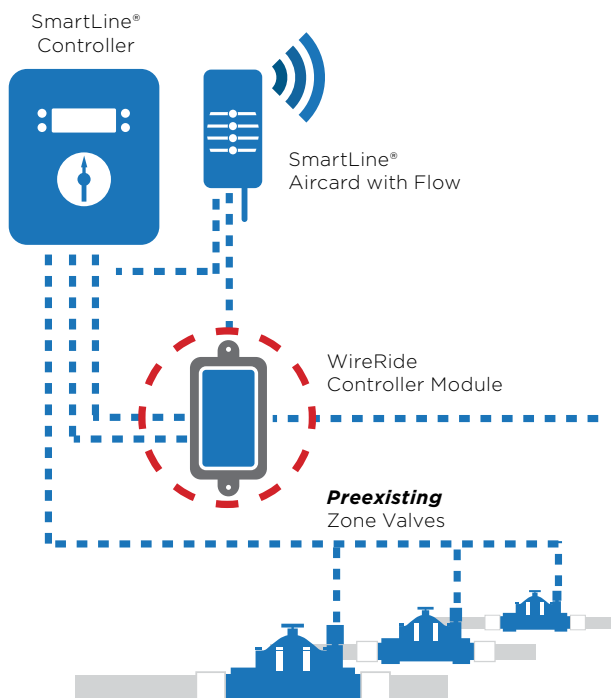 SmartLine®
Controller
SmartLine®
Aircard with Flow
WireRide
Controller Module
Preexisting
Zone Valves